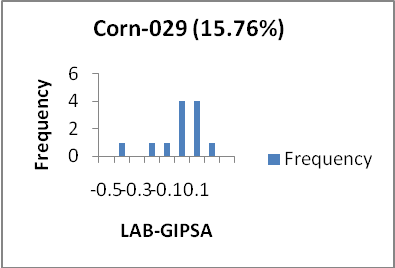 Corn-029 (15.76%)
Frequency
6
4
2
0
-0.5-0.3-0.10.1
LAB-GIPSA
Frequency